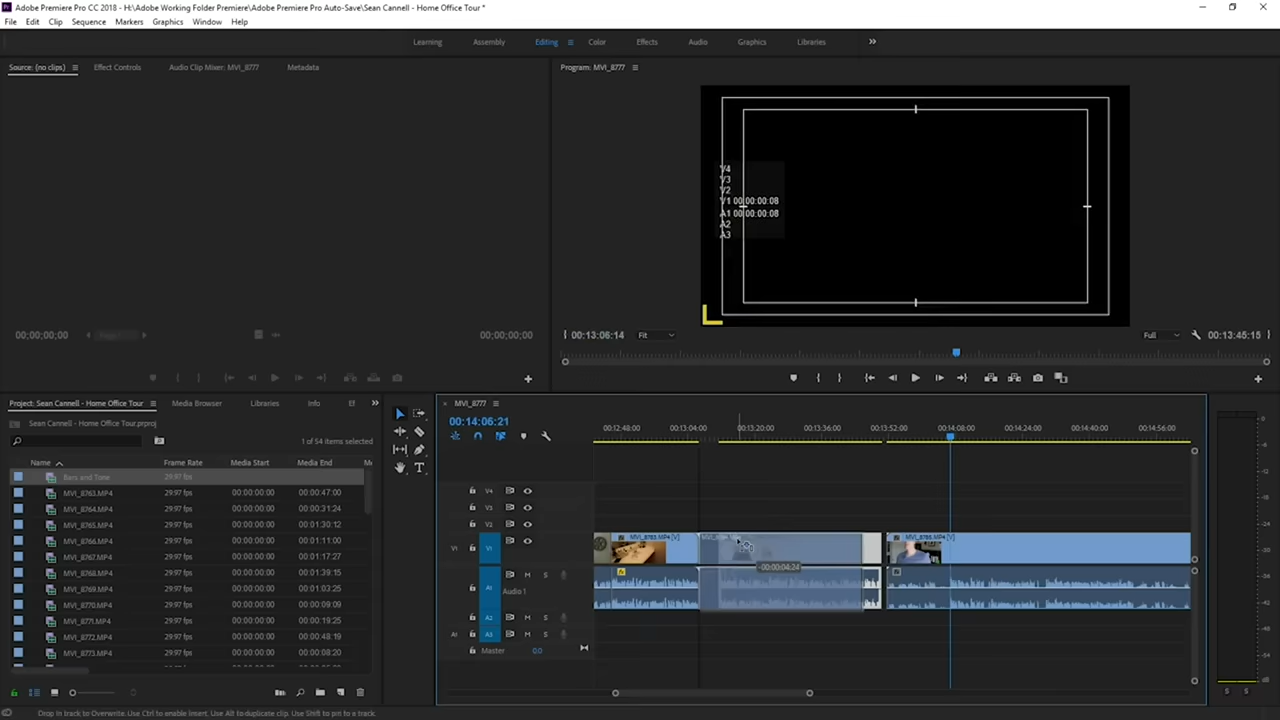 Adobe Premiere Pro CC 2018 - H:\Adobe Working Folder Premiere\Adobe Premiere Pro Auto-Save\Sean Cannell - Home Office Tour *
File Edit Clip Sequence Markers Graphics Window Help
Learning Assembly Editing Color Effects Audio Graphics Libraries
Source: (no clips) Effect Controls Audio Clip Mixer: MVI_8777 Metadata
Program: MVI_8777
V4
V3
V2
V1 00:00:00:08
A1 00:00:00:08
A2
A3
00;00;00;00
00;00;00;00
00:13:06:14 Fit Full 00:13:45:15
Project: Sean Cannell - Home Office Tour Media Browser Libraries Info Ef
Sean Cannell - Home Office Tour.prproj
1 of 54 items selected
Name Frame Rate Media Start Media End
Bars and Tone 29.97 fps
MVI_8763.MP4 29.97 fps 00:00:00:00 00:00:47:00
MVI_8764.MP4 29.97 fps 00:00:00:00 00:00:31:24
MVI_8765.MP4 29.97 fps 00:00:00:00 00:01:30:12
MVI_8766.MP4 29.97 fps 00:00:00:00 00:01:11:00
MVI_8767.MP4 29.97 fps 00:00:00:00 00:01:17:27
MVI_8768.MP4 29.97 fps 00:00:00:00 00:01:39:15
MVI_8769.MP4 29.97 fps 00:00:00:00 00:01:03:25
MVI_8770.MP4 29.97 fps 00:00:00:00 00:00:09:09
MVI_8771.MP4 29.97 fps 00:00:00:00 00:00:19:25
MVI_8772.MP4 29.97 fps 00:00:00:00 00:00:48:19
MVI_8773.MP4 29.97 fps 00:00:00:00 00:00:08:20
MVI_8777
00:14:06:21
00:12:48:00 00:13:04:00 00:13:20:00 00:13:36:00 00:13:52:00 00:14:08:00 00:14:24:00 00:14:40:00 00:14:56:00
V4
V3
V2
V1 V1
MVI_8783.MP4 [V]
-00:00:04:24
A1 M S
Audio 1
A2 M S
A1 A3 M S
Master 0.0
0
S S
Drop in track to Overwrite. Use Ctrl to enable Insert. Use Alt to duplicate clip. Use Shift to pin to a track.